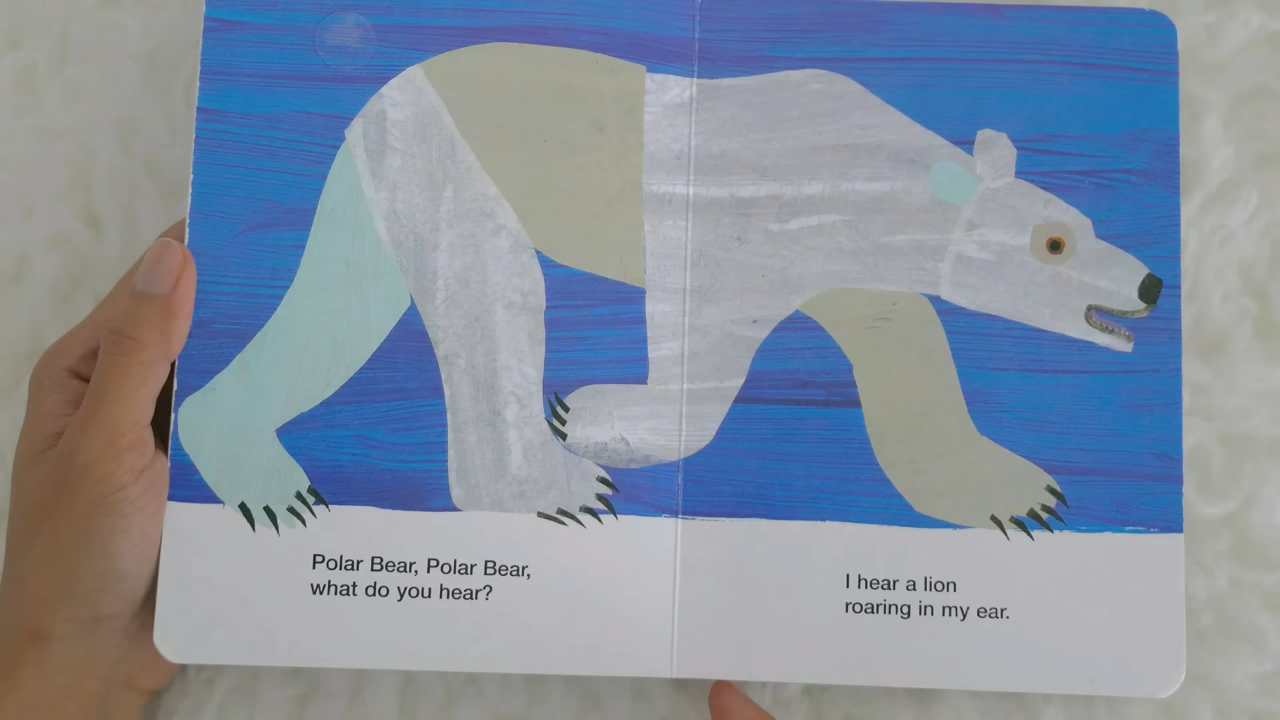 Polar Bear, Polar Bear,
what do you hear?
I hear a lion
roaring in my ear.